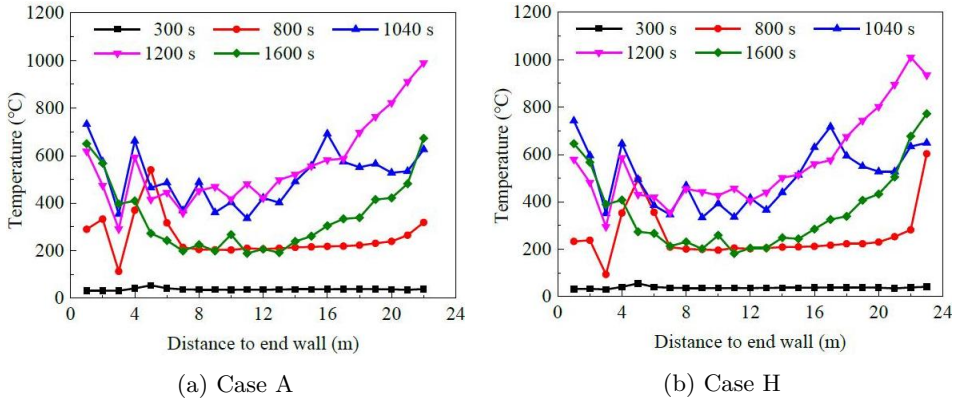 1200
1000
800
600
400
200
0
Temperature (°C)
300 s 800 s 1040 s
1200 s 1600 s
0 4 8 12 16 20 24
Distance to end wall (m)
(a) Case A
1200
1000
800
600
400
200
0
Temperature (°C)
300 s 800 s 1040 s
1200 s 1600 s
0 4 8 12 16 20 24
Distance to end wall (m)
(b) Case H